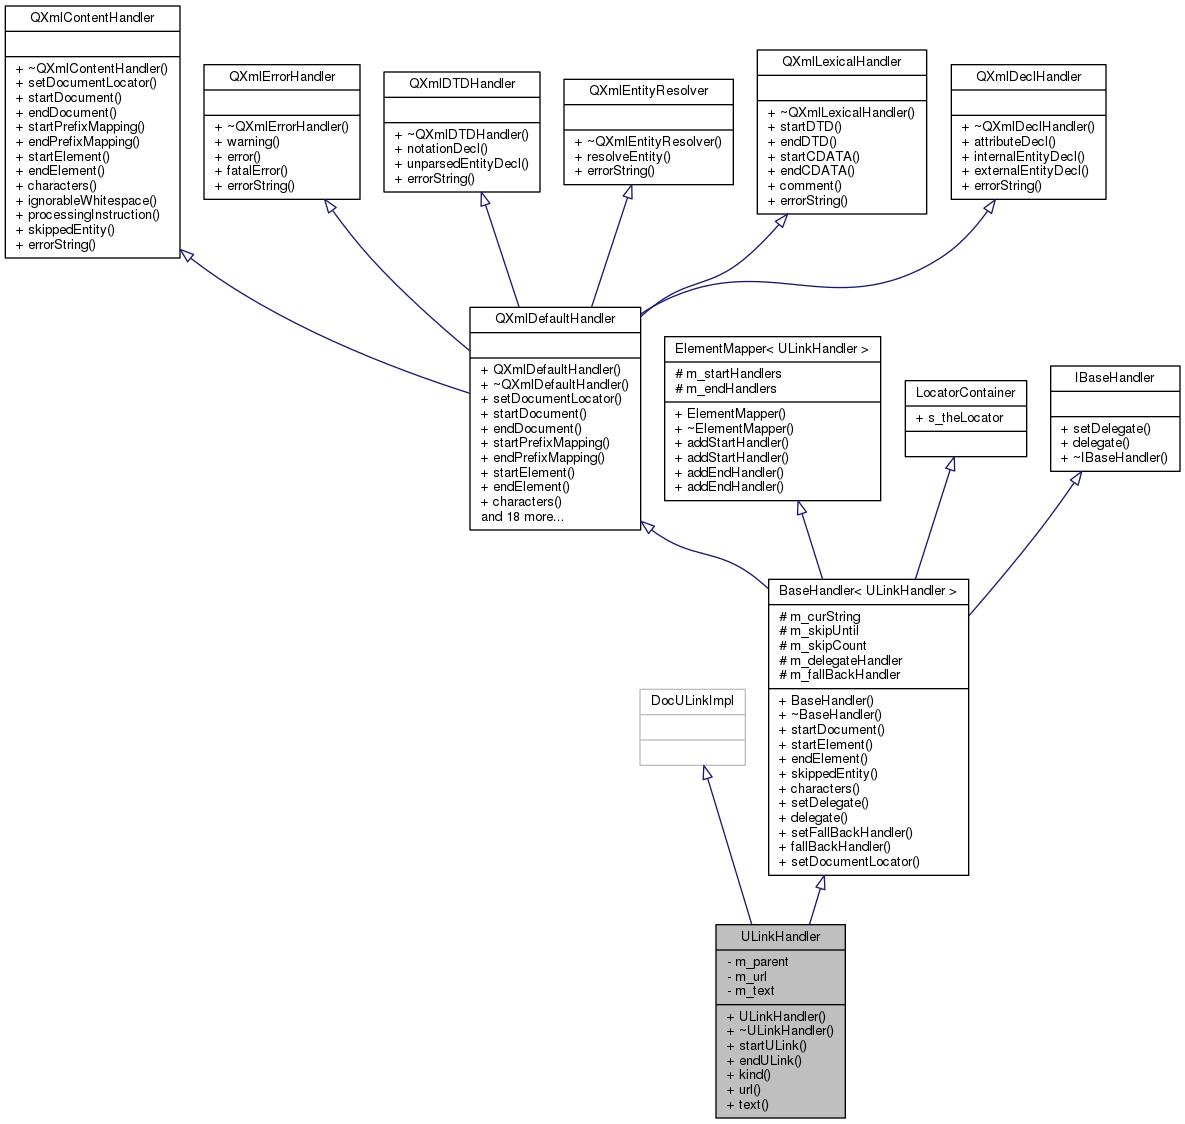 QXmlContentHandler
+ ~QXmlContentHandler()
+ setDocumentLocator()
+ startDocument()
+ endDocument()
+ startPrefixMapping()
+ endPrefixMapping()
+ startElement()
+ endElement()
+ characters()
+ ignorableWhitespace()
+ processingInstruction()
+ skippedEntity()
+ errorString()
QXmlErrorHandler
+ ~QXmlErrorHandler()
+ warning()
+ error()
+ fatalError()
+ errorString()
QXmlDTDHandler
+ ~QXmlDTDHandler()
+ notationDecl()
+ unparsedEntityDecl()
+ errorString()
QXmlEntityResolver
+ ~QXmlEntityResolver()
+ resolveEntity()
+ errorString()
QXmlLexicalHandler
+ ~QXmlLexicalHandler()
+ startDTD()
+ endDTD()
+ startCDATA()
+ endCDATA()
+ comment()
+ errorString()
QXmlDeclHandler
+ ~QXmlDeclHandler()
+ attributeDecl()
+ internalEntityDecl()
+ externalEntityDecl()
+ errorString()
QXmlDefaultHandler
+ QXmlDefaultHandler()
+ ~QXmlDefaultHandler()
+ setDocumentLocator()
+ startDocument()
+ endDocument()
+ startPrefixMapping()
+ endPrefixMapping()
+ startElement()
+ endElement()
+ characters()
and 18 more...
ElementMapper< ULinkHandler >
# m_startHandlers
# m_endHandlers
+ ElementMapper()
+ ~ElementMapper()
+ addStartHandler()
+ addStartHandler()
+ addEndHandler()
+ addEndHandler()
LocatorContainer
+ s_theLocator
IBaseHandler
+ setDelegate()
+ delegate()
+ ~IBaseHandler()
BaseHandler< ULinkHandler >
# m_curString
# m_skipUntil
# m_skipCount
# m_delegateHandler
# m_fallBackHandler
+ BaseHandler()
+ ~BaseHandler()
+ startDocument()
+ startElement()
+ endElement()
+ skippedEntity()
+ characters()
+ setDelegate()
+ delegate()
+ setFallBackHandler()
+ fallBackHandler()
+ setDocumentLocator()
DocULinkImpl
ULinkHandler
- m_parent
- m_url
- m_text
+ ULinkHandler()
+ ~ULinkHandler()
+ startULink()
+ endULink()
+ kind()
+ url()
+ text()